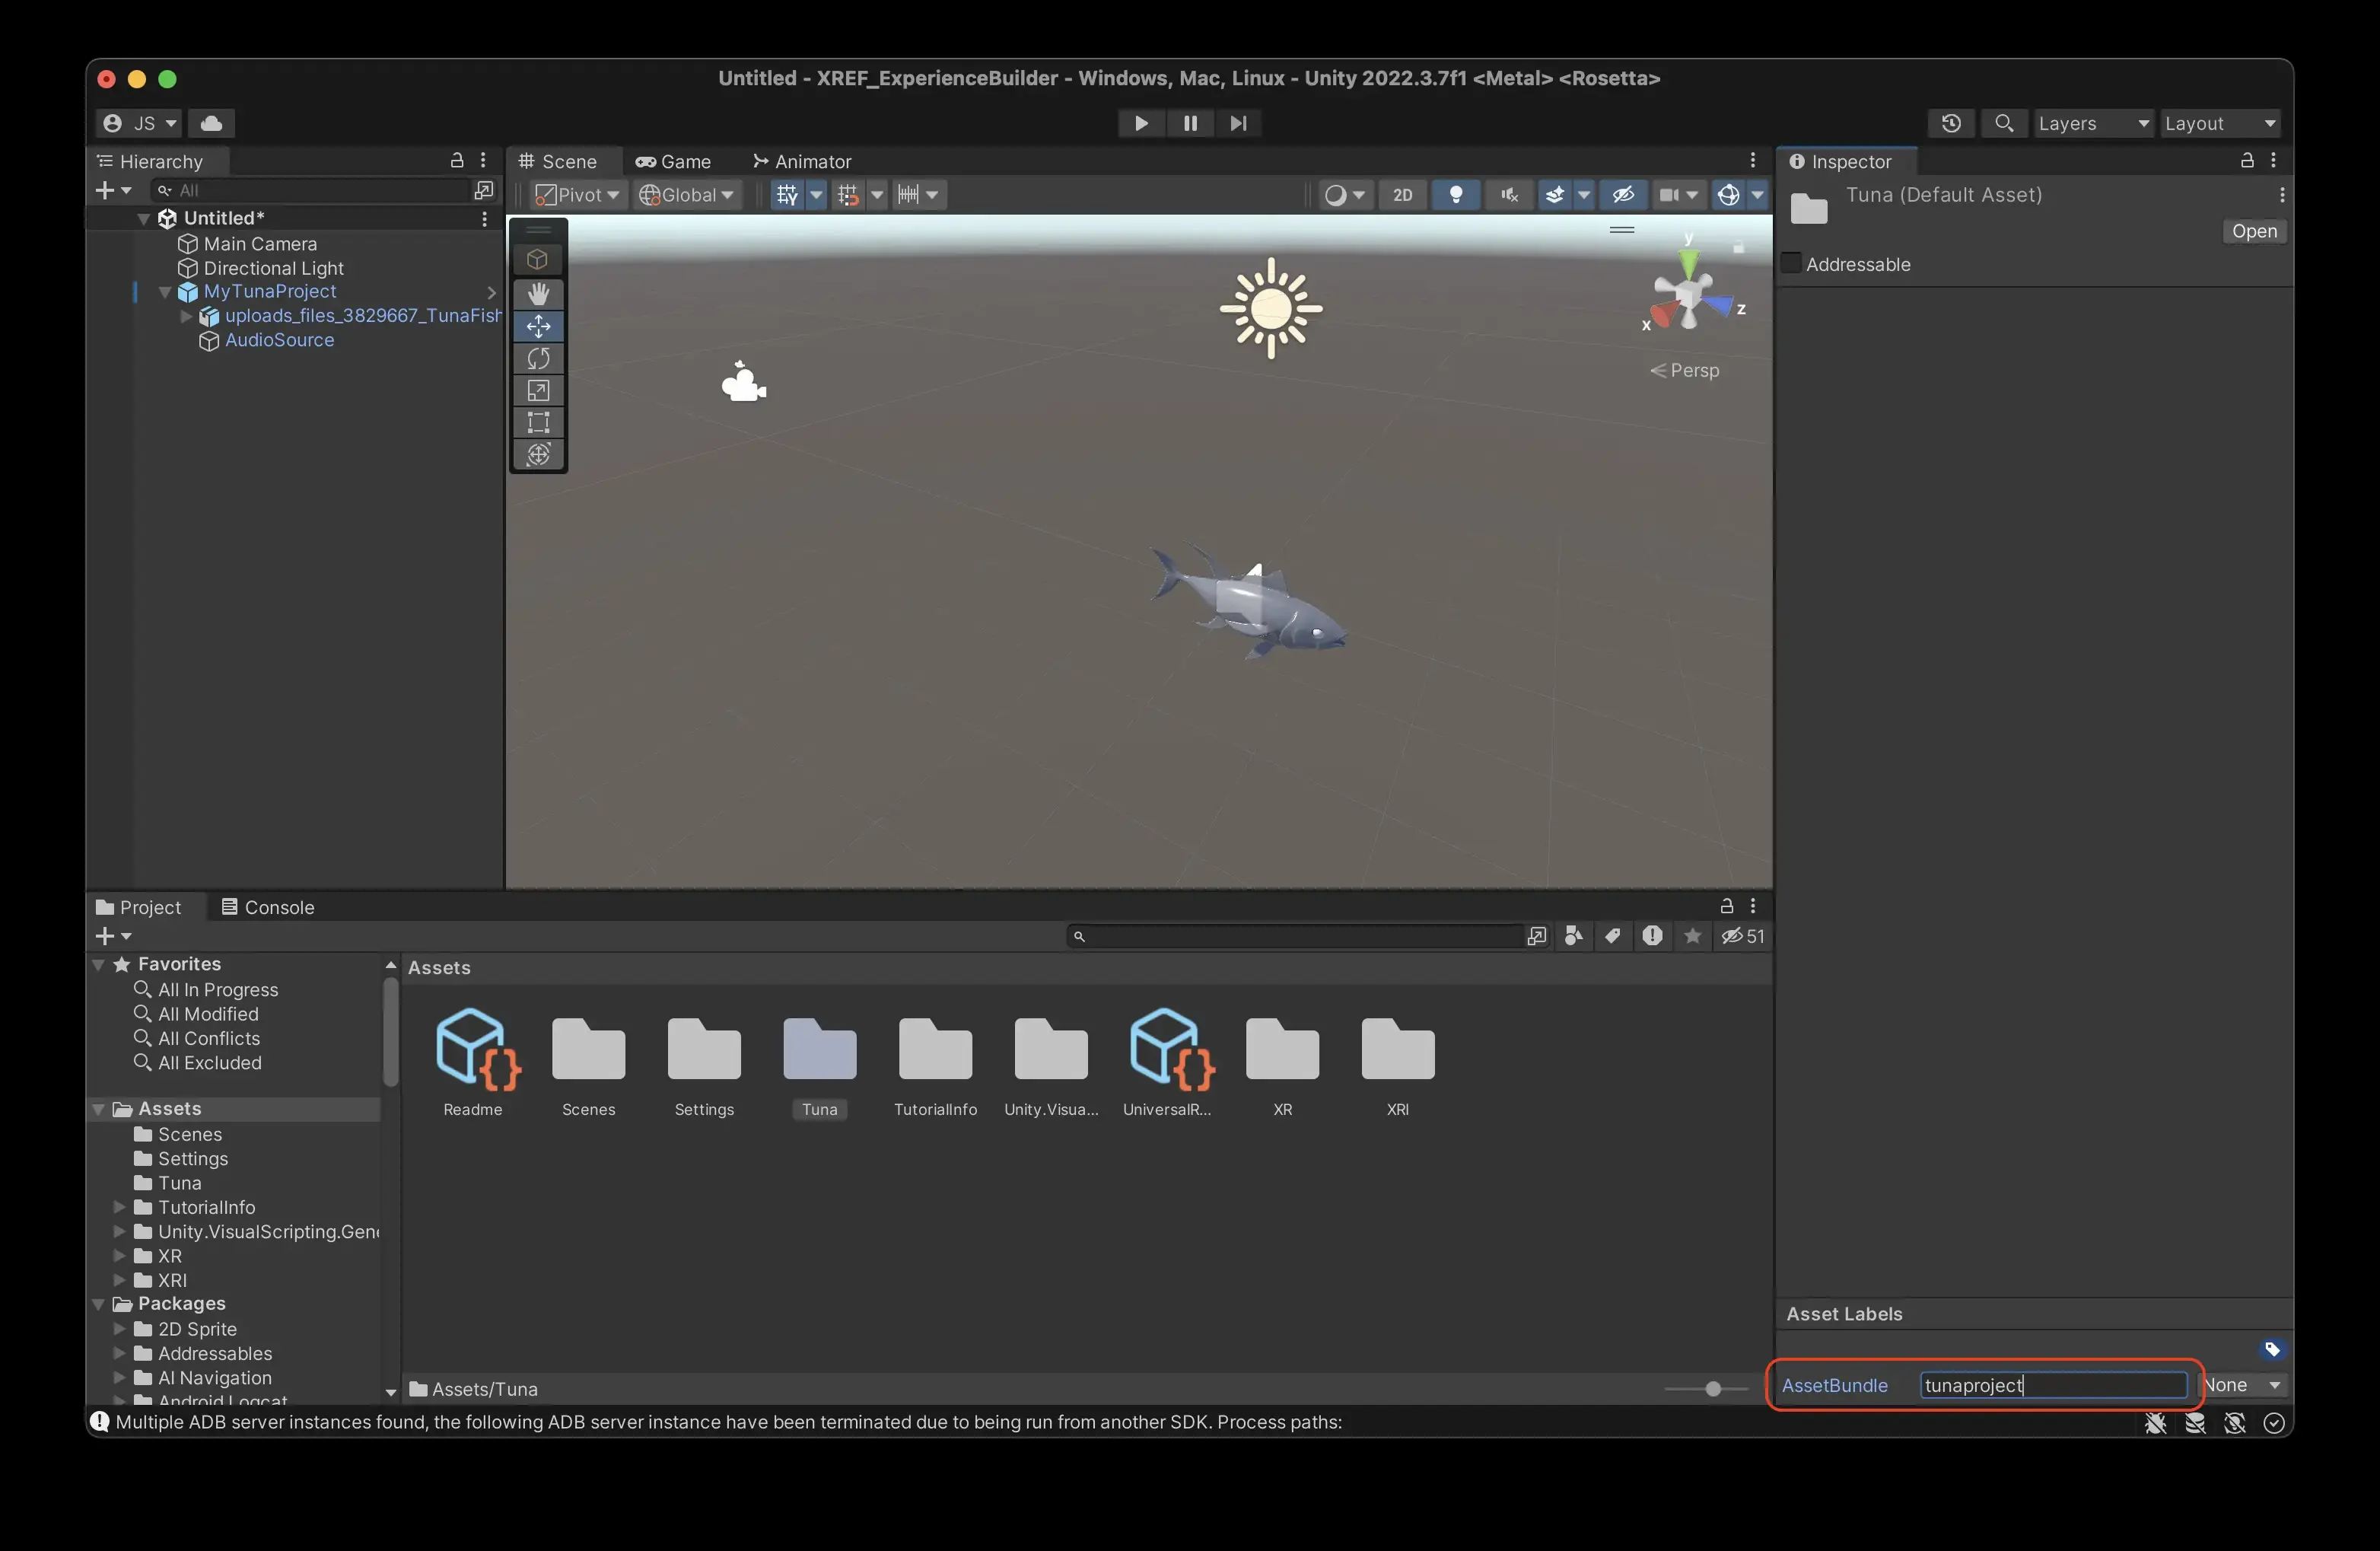 Untitled - XREF_ExperienceBuilder - Windows, Mac, Linux - Unity 2022.3.7f1 <Metal> <Rosetta>
JS
Layers
Layout
Hierarchy
All
Untitled*
Main Camera
Directional Light
MyTunaProject
uploads_files_3829667_TunaFish
AudioSource
Scene
Game
Animator
Pivot
Global
2D
y
x
z
Persp
Inspector
Tuna (Default Asset)
Open
Addressable
Project
Console
51
Favorites
All In Progress
All Modified
All Conflicts
All Excluded
Assets
Scenes
Settings
Tuna
TutorialInfo
Unity.VisualScripting.Gene
XR
XRI
Packages
2D Sprite
Addressables
AI Navigation
Android Logcat
Assets
Readme
Scenes
Settings
Tuna
TutorialInfo
Unity.Visua...
UniversalR...
XR
XRI
Assets/Tuna
Asset Labels
AssetBundle
tunaproject
None
Multiple ADB server instances found, the following ADB server instance have been terminated due to being run from another SDK. Process paths: